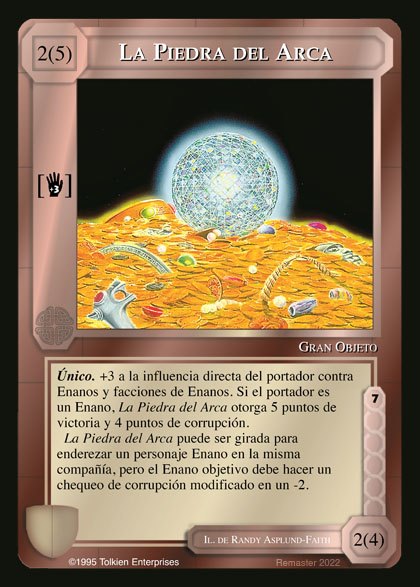 2(5)
La Piedra del Arca
[+3]
Gran Objeto
Único. +3 a la influencia directa del portador contra
Enanos y facciones de Enanos. Si el portador es
un Enano, La Piedra del Arca otorga 5 puntos de
victoria y 4 puntos de corrupción.
La Piedra del Arca puede ser girada para
enderezar un personaje Enano en la misma
compañía, pero el Enano objetivo debe hacer un
chequeo de corrupción modificado en un -2.
7
2(4)
Il. de Randy Asplund-Faith
©1995 Tolkien Enterprises
Remaster 2022